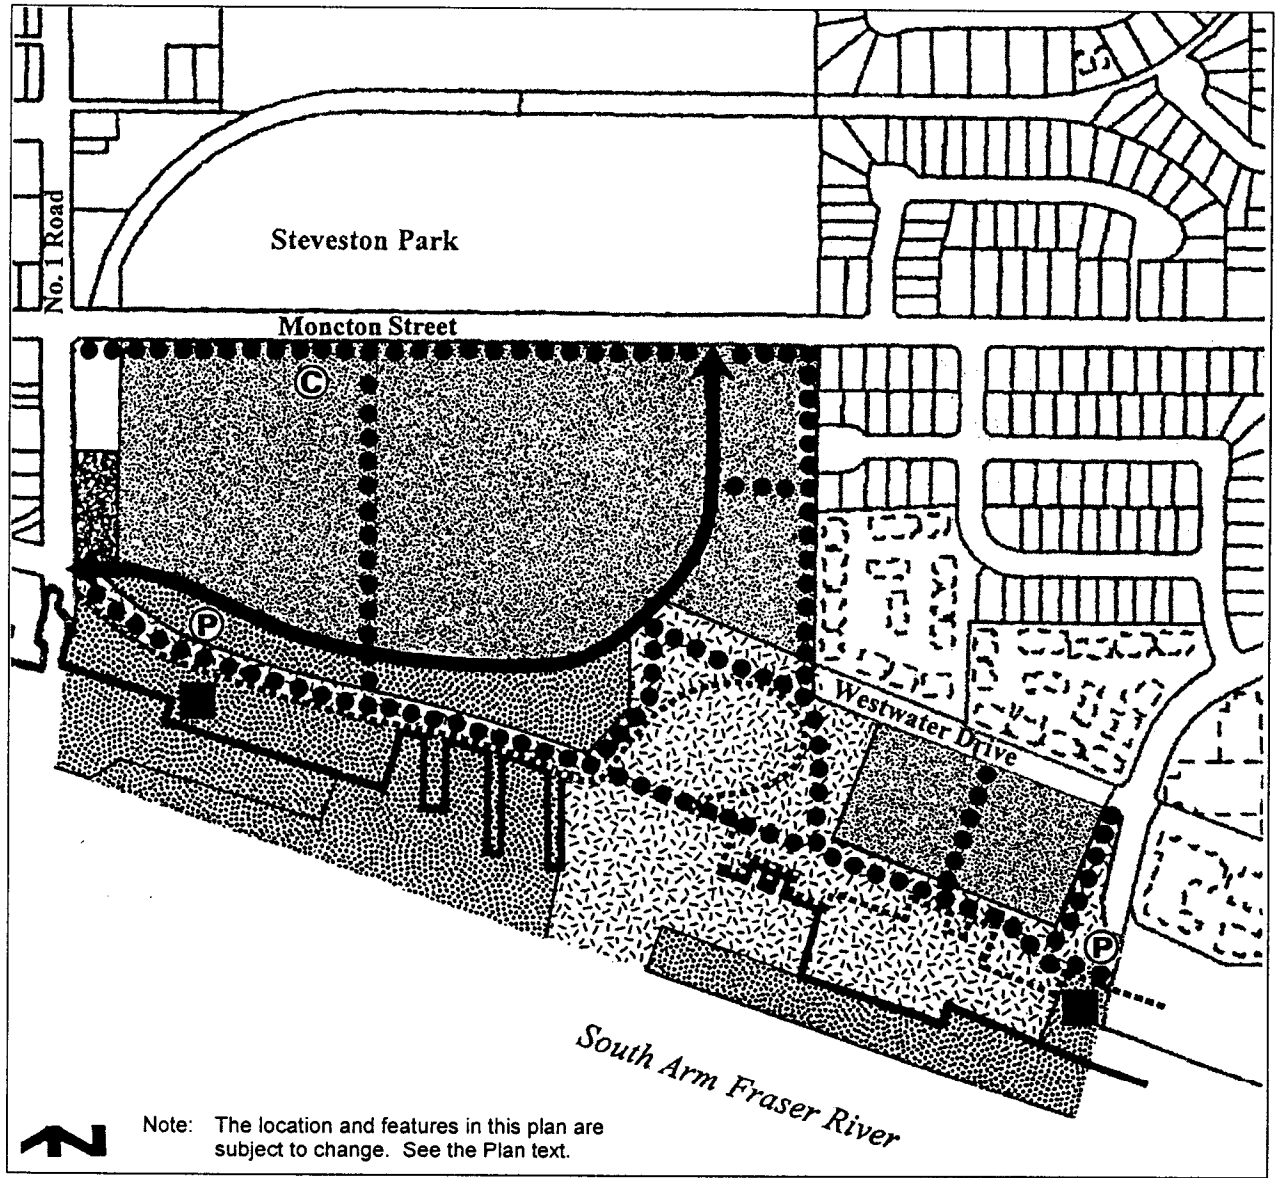 Steveston Park
No. 1 Road
Moncton Street
C
P
Westwater Drive
P
South Arm Fraser River
N
Note: The location and features in this plan are
subject to change. See the Plan text.